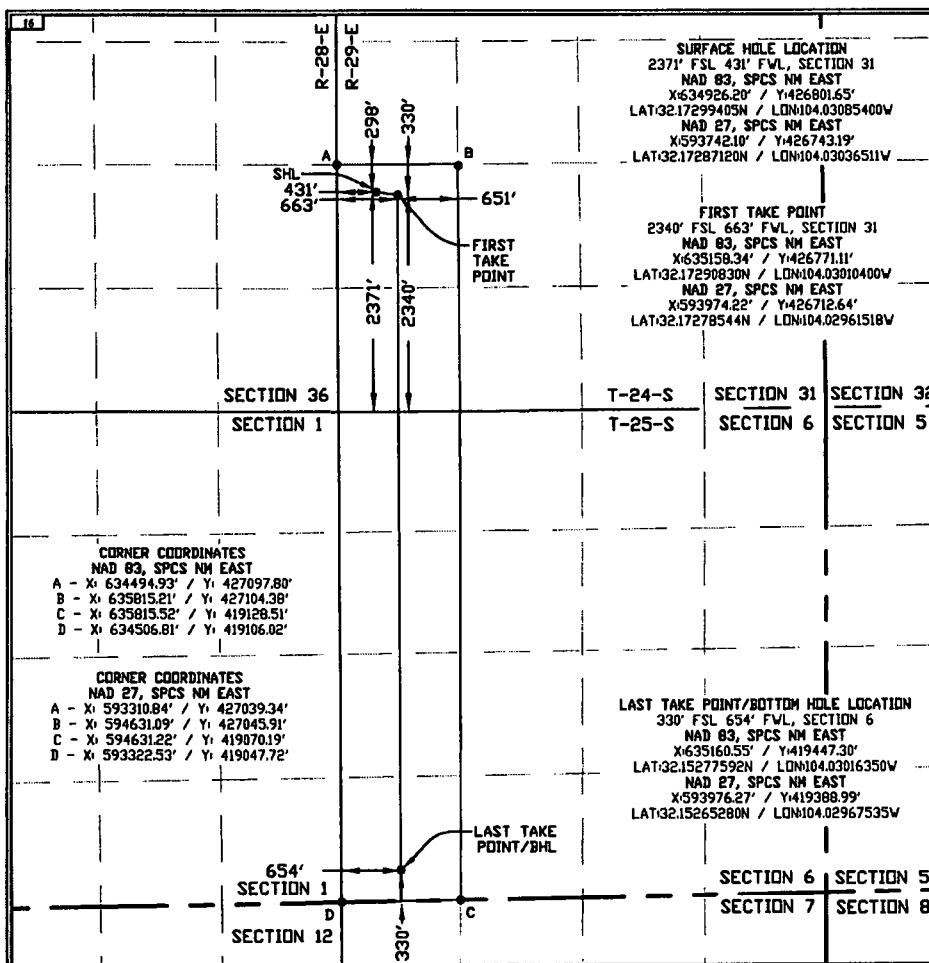 16
R-28-E
R-29-E
298'
330'
A
B
SHL
431'
663'
651'
FIRST
TAKE
POINT
2371'
2340'
SURFACE HOLE LOCATION
2371' FSL 431' FWL, SECTION 31
NAD 83, SPCS NM EAST
X:634926.20' / Y:426801.65'
LAT:32.17299405N / LON:104.03085400W
NAD 27, SPCS NM EAST
X:593742.10' / Y:426743.19'
LAT:32.17287120N / LON:104.03036511W
FIRST TAKE POINT
2340' FSL 663' FWL, SECTION 31
NAD 83, SPCS NM EAST
X:635158.34' / Y:426771.11'
LAT:32.17290830N / LON:104.03010400W
NAD 27, SPCS NM EAST
X:593974.22' / Y:426712.64'
LAT:32.17278544N / LON:104.02961518W
SECTION 36
T-24-S
SECTION 31
SECTION 32
SECTION 1
T-25-S
SECTION 6
SECTION 5
CORNER COORDINATES
NAD 83, SPCS NM EAST
A - X: 634494.93' / Y: 427097.80'
B - X: 635815.21' / Y: 427104.38'
C - X: 635815.52' / Y: 419128.51'
D - X: 634506.81' / Y: 419106.02'
CORNER COORDINATES
NAD 27, SPCS NM EAST
A - X: 593310.84' / Y: 427039.34'
B - X: 594631.09' / Y: 427045.91'
C - X: 594631.22' / Y: 419070.19'
D - X: 593322.53' / Y: 419047.72'
LAST TAKE POINT/BOTTOM HOLE LOCATION
330' FSL 654' FWL, SECTION 6
NAD 83, SPCS NM EAST
X:635160.55' / Y:419447.30'
LAT:32.15277592N / LON:104.03016350W
NAD 27, SPCS NM EAST
X:593976.27' / Y:419388.99'
LAT:32.15265280N / LON:104.02967535W
LAST TAKE
POINT/BHL
654'
SECTION 1
SECTION 6
SECTION 5
D
C
SECTION 7
SECTION 8
SECTION 12
330'